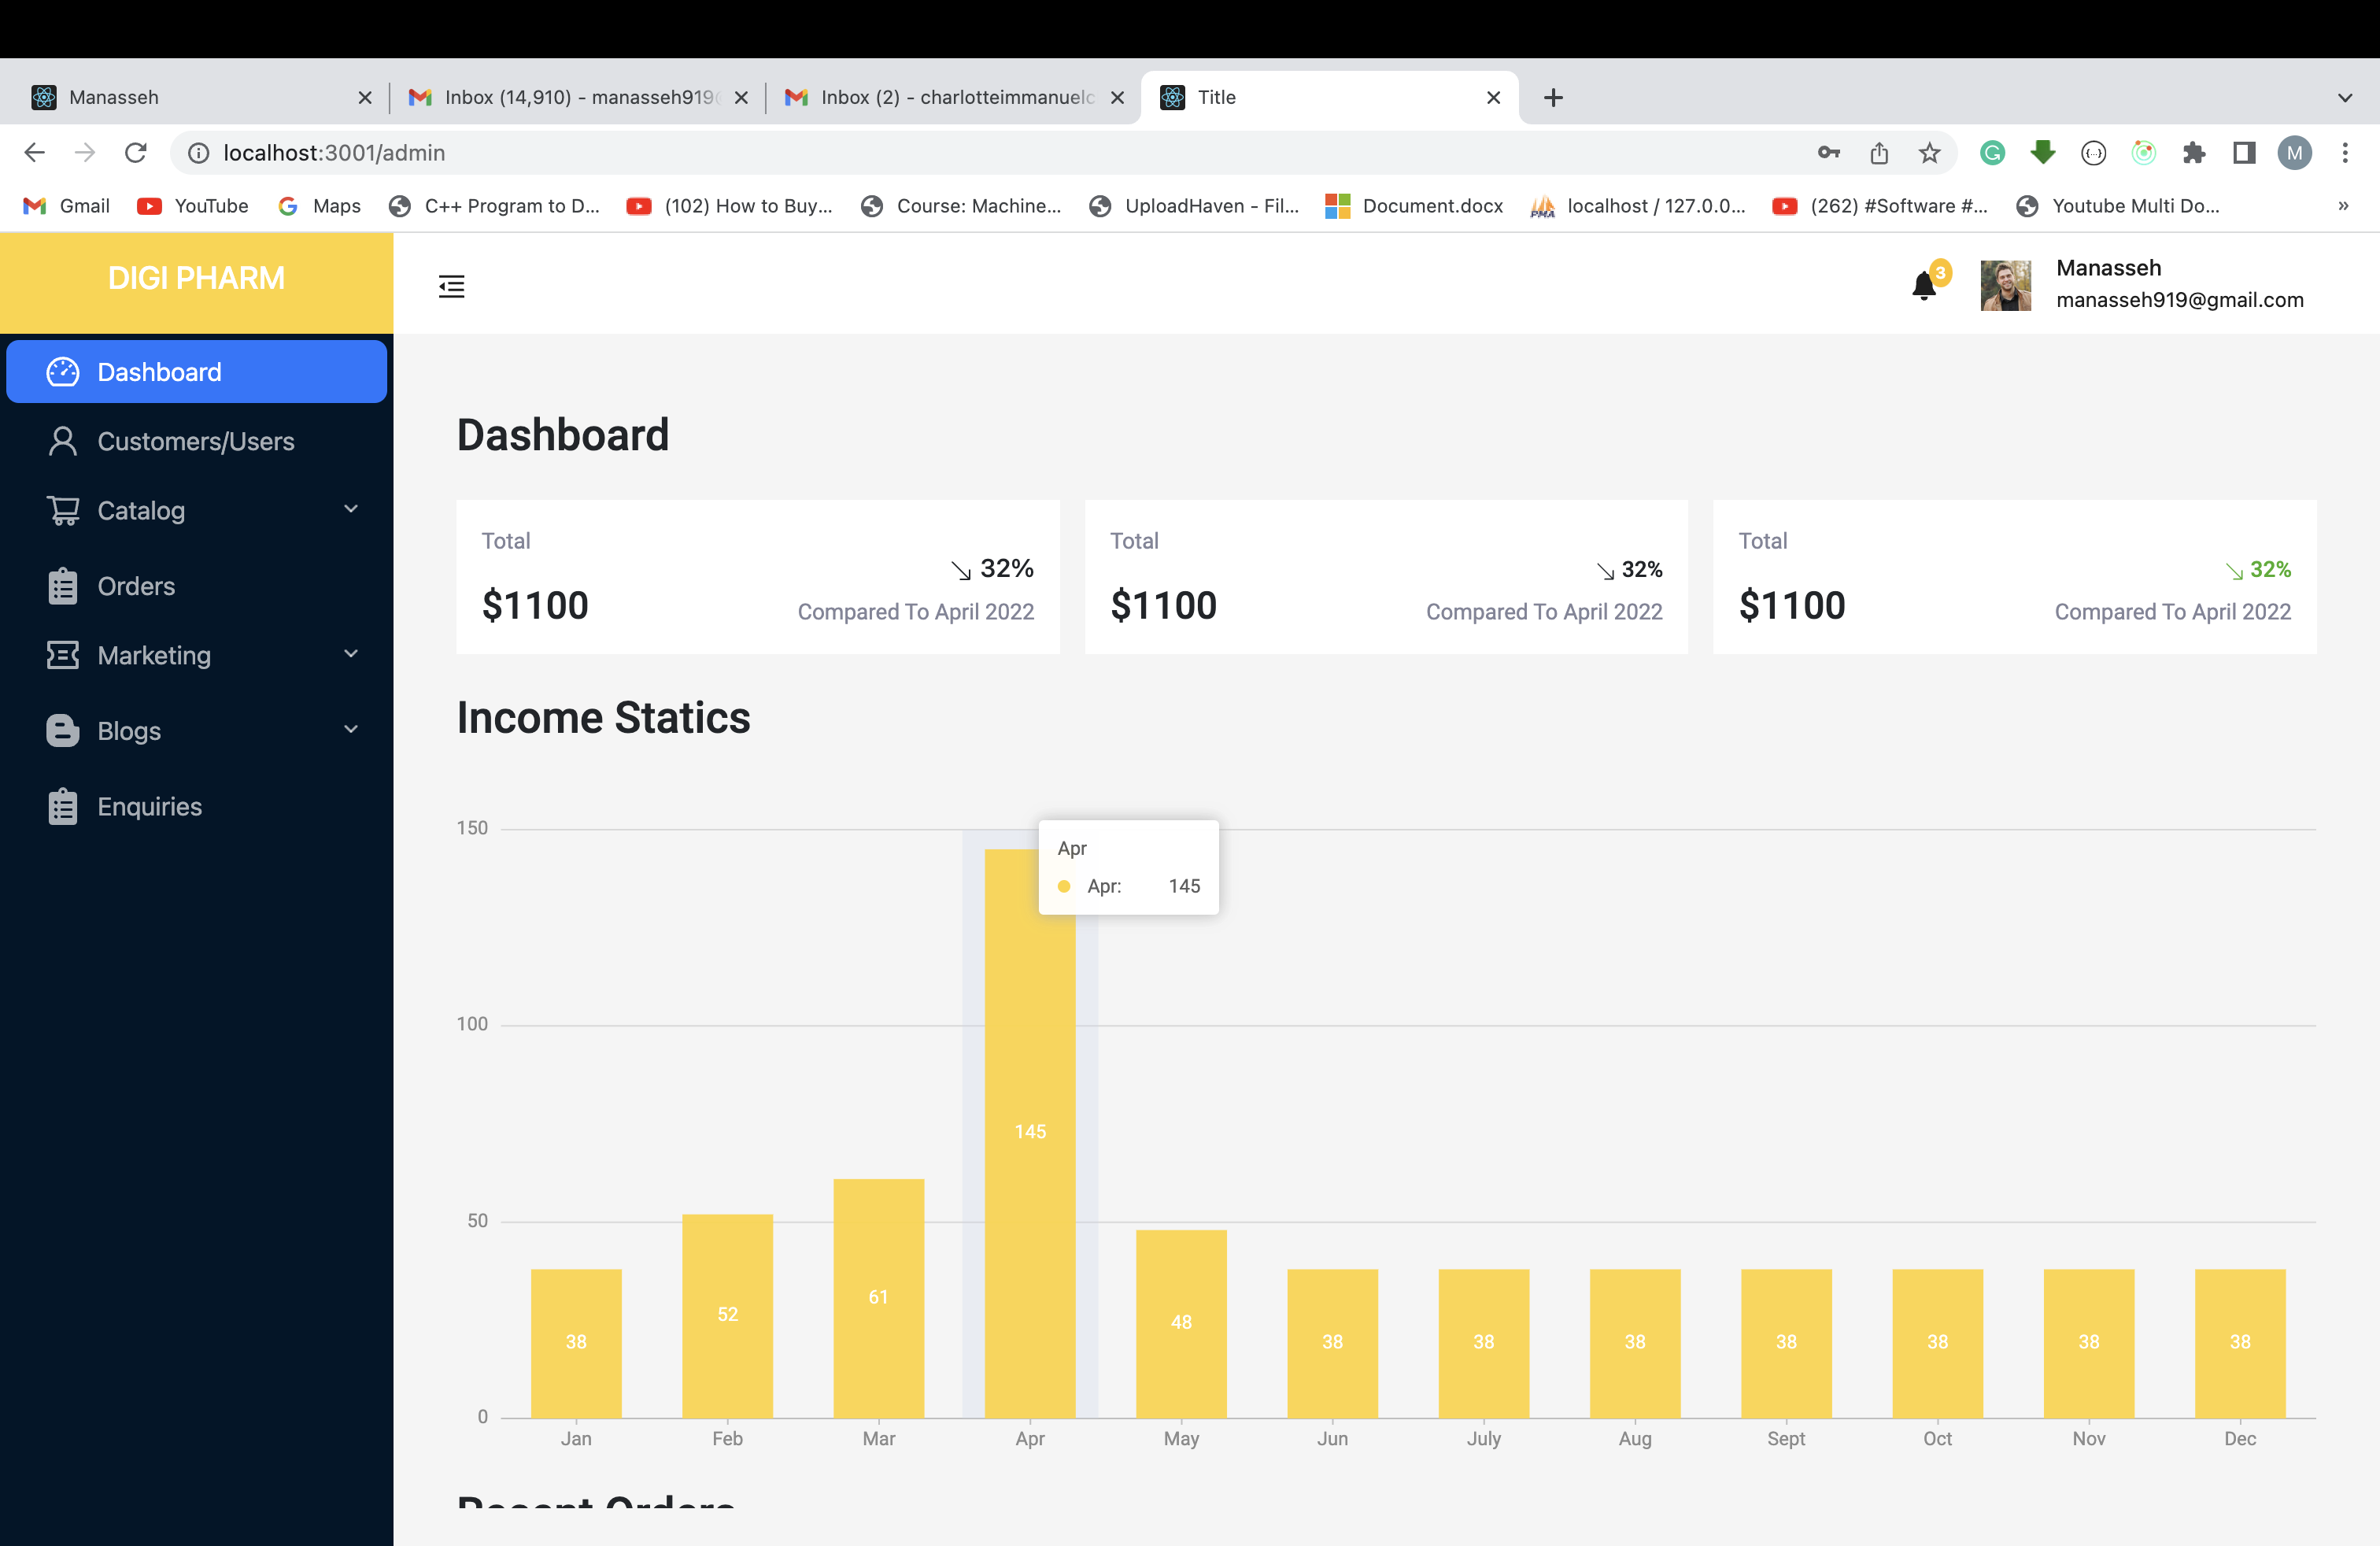 Manasseh
Inbox (14,910) - manasseh919
Inbox (2) - charlotteimmanuelc
Title
localhost:3001/admin
M
Gmail
YouTube
Maps
C++ Program to D...
(102) How to Buy...
Course: Machine...
UploadHaven - Fil...
Document.docx
localhost / 127.0.0...
(262) #Software #...
Youtube Multi Do...
»
DIGI PHARM
3
Manasseh
manasseh919@gmail.com
Dashboard
Customers/Users
Catalog
Orders
Marketing
Blogs
Enquiries
Dashboard
Total
$1100
32%
Compared To April 2022
Total
$1100
32%
Compared To April 2022
Total
$1100
32%
Compared To April 2022
Income Statics
150
100
50
0
Apr
Apr: 145
38
52
61
145
48
38
38
38
38
38
38
38
Jan
Feb
Mar
Apr
May
Jun
July
Aug
Sept
Oct
Nov
Dec
Recent Orders